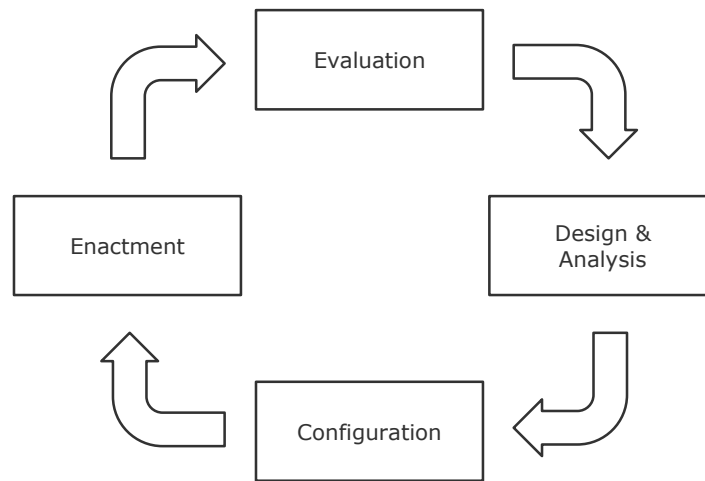 Evaluation
Enactment
Design &
Analysis
Configuration